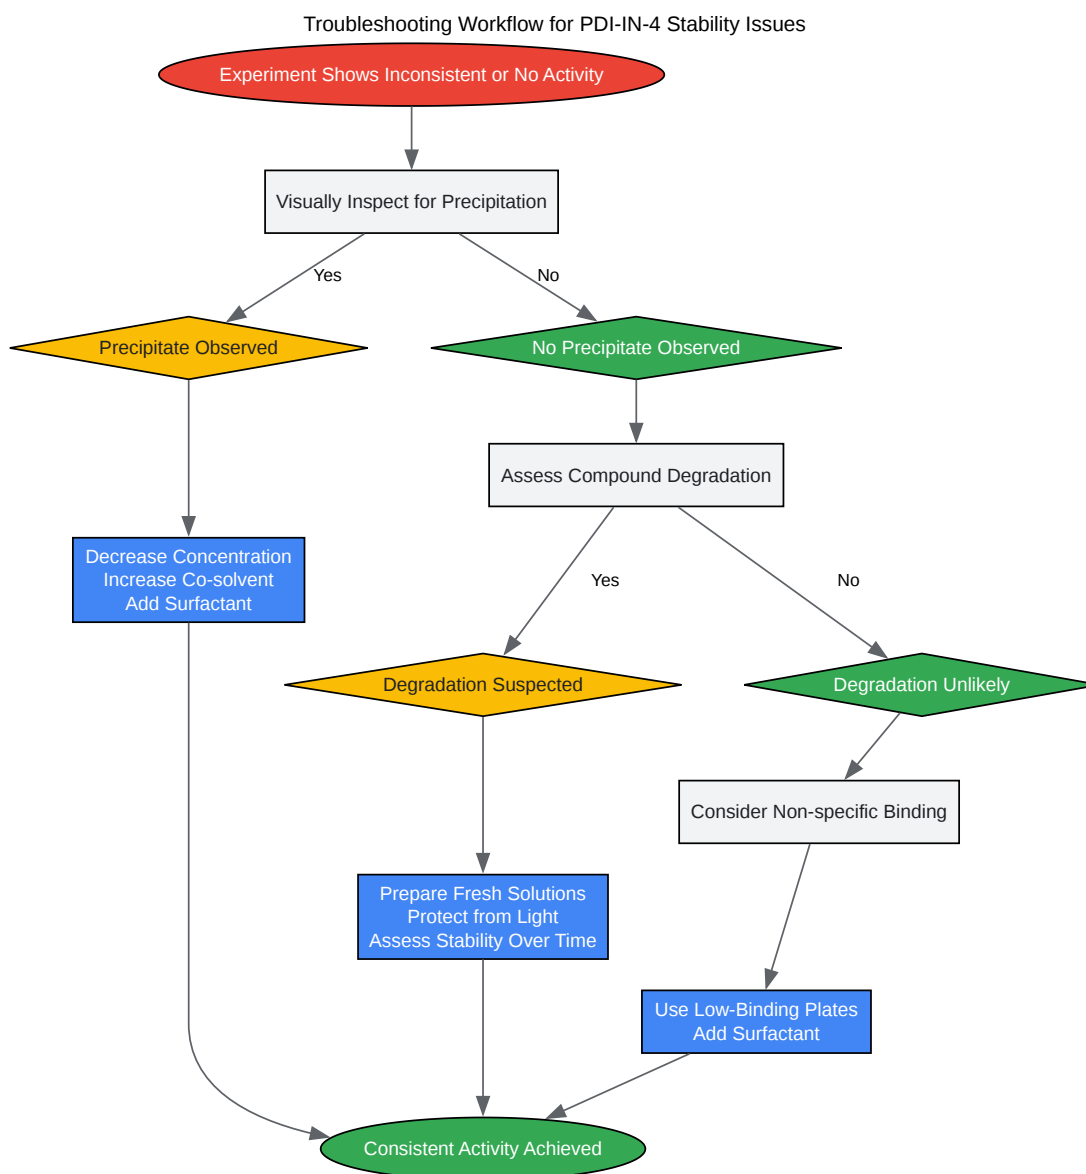 Troubleshooting Workflow for PDI-IN-4 Stability Issues
Experiment Shows Inconsistent or No Activity
Visually Inspect for Precipitation
Yes
No
Precipitate Observed
No Precipitate Observed
Assess Compound Degradation
Decrease Concentration
Increase Co-solvent
Add Surfactant
Yes
No
Degradation Suspected
Degradation Unlikely
Consider Non-specific Binding
Prepare Fresh Solutions
Protect from Light
Assess Stability Over Time
Use Low-Binding Plates
Add Surfactant
Consistent Activity Achieved